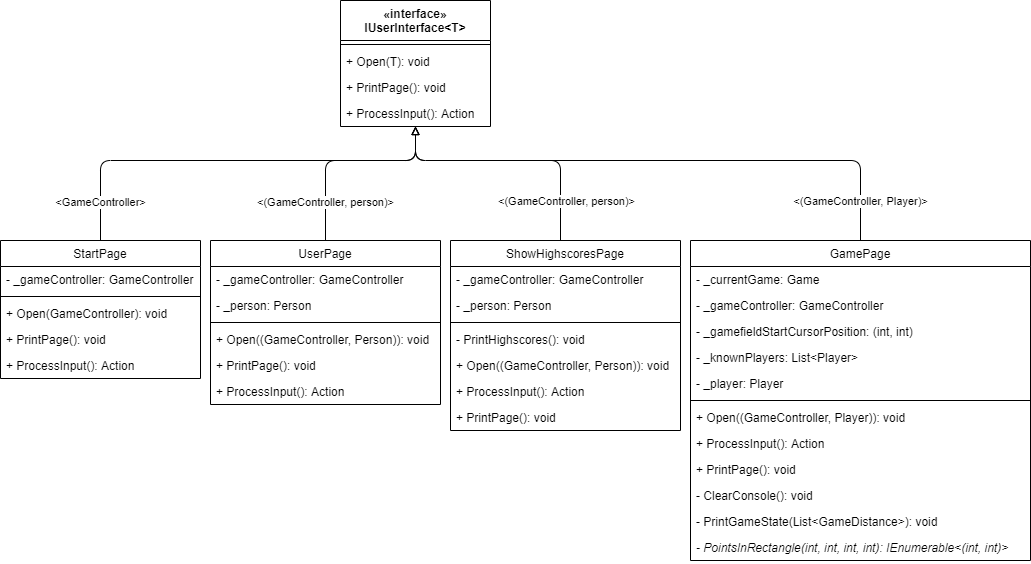 «interface»
IUserInterface<T>
+ Open(T): void
+ PrintPage(): void
+ ProcessInput(): Action
<GameController>
<(GameController, person)>
<(GameController, person)>
<(GameController, Player)>
StartPage
- _gameController: GameController
+ Open(GameController): void
+ PrintPage(): void
+ ProcessInput(): Action
UserPage
- _gameController: GameController
- _person: Person
+ Open((GameController, Person)): void
+ PrintPage(): void
+ ProcessInput(): Action
ShowHighscoresPage
- _gameController: GameController
- _person: Person
- PrintHighscores(): void
+ Open((GameController, Person)): void
+ ProcessInput(): Action
+ PrintPage(): void
GamePage
- _currentGame: Game
- _gameController: GameController
- _gamefieldStartCursorPosition: (int, int)
- _knownPlayers: List<Player>
- _player: Player
+ Open((GameController, Player)): void
+ ProcessInput(): Action
+ PrintPage(): void
- ClearConsole(): void
- PrintGameState(List<GameDistance>): void
- PointsInRectangle(int, int, int, int): IEnumerable<(int, int)>